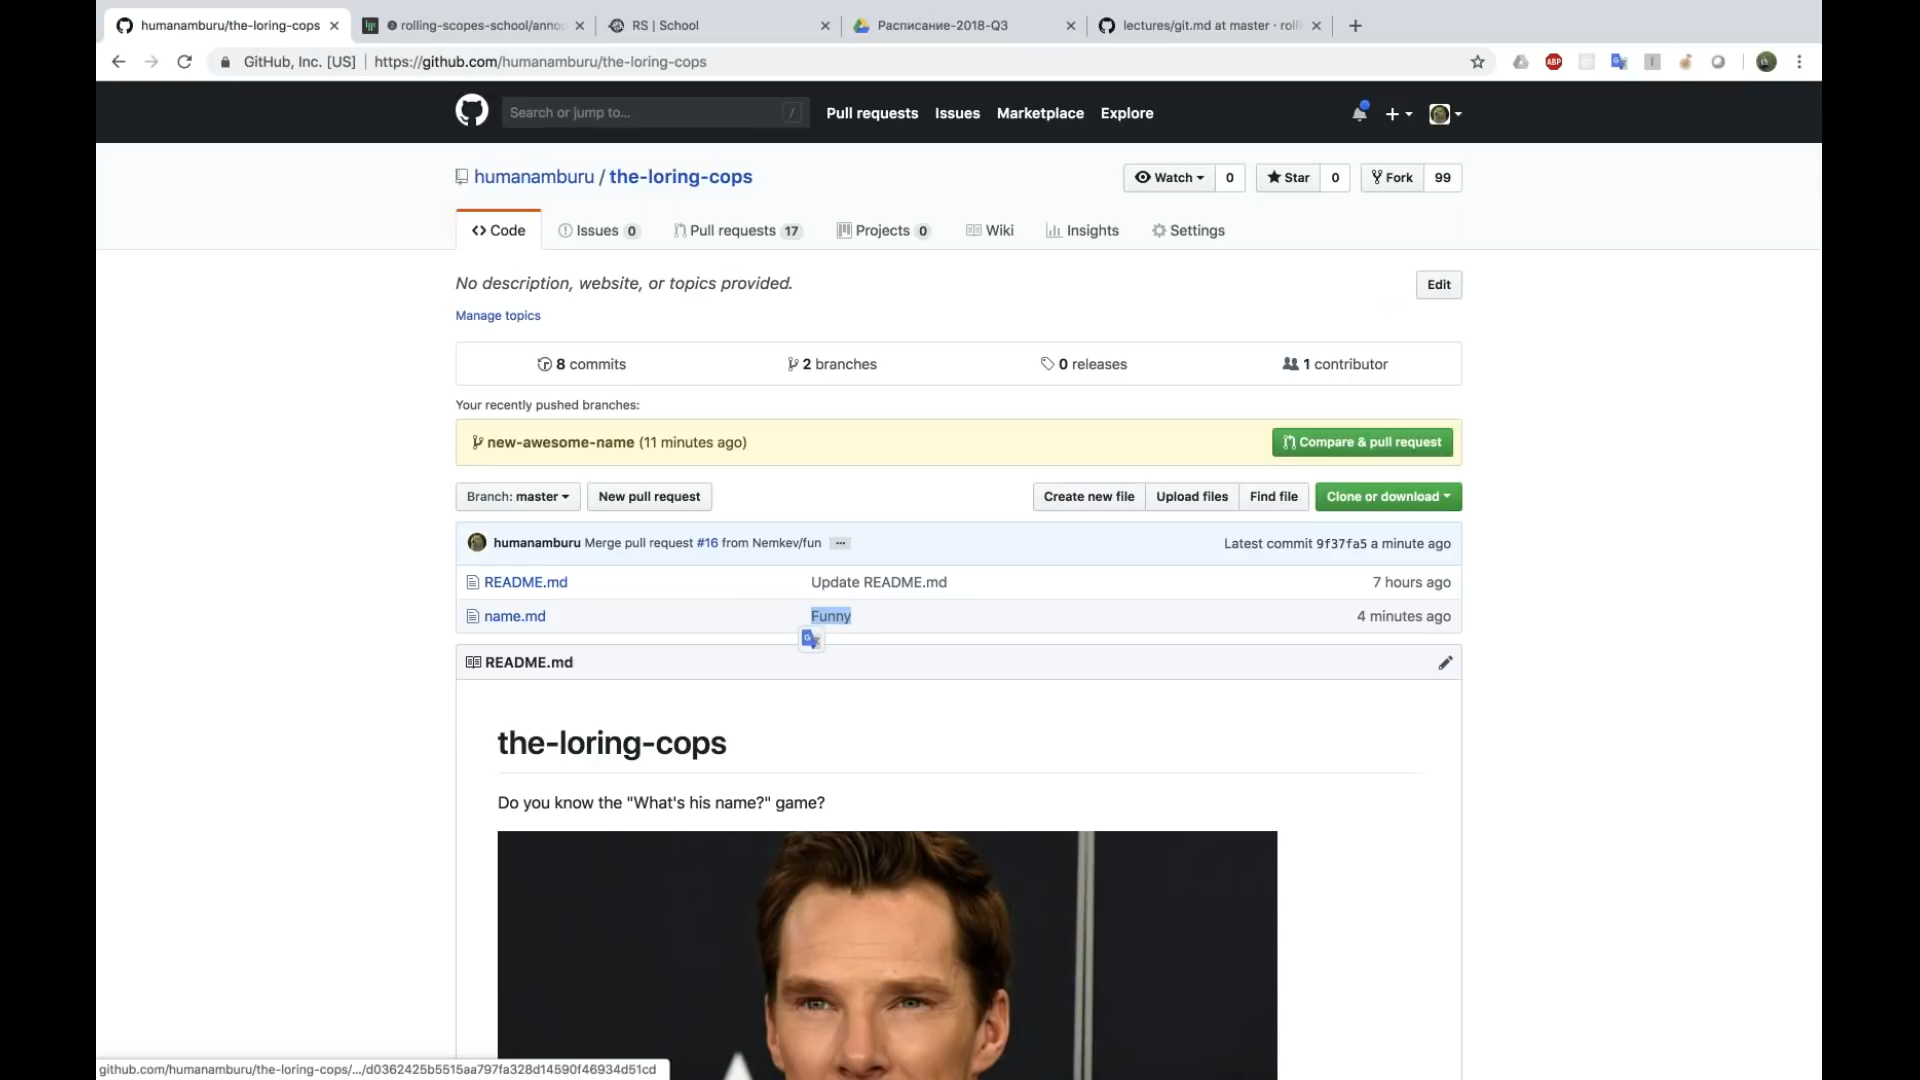 humanamburu/the-loring-cops
rolling-scopes-school/annou
RS | School
Расписание-2018-Q3
lectures/git.md at master · rolli
GitHub, Inc. [US] | https://github.com/humanamburu/the-loring-cops
ABP
Search or jump to... /
Pull requests Issues Marketplace Explore
humanamburu / the-loring-cops
Watch 0 Star 0 Fork 99
Code Issues 0 Pull requests 17 Projects 0 Wiki Insights Settings
No description, website, or topics provided.
Edit
Manage topics
8 commits 2 branches 0 releases 1 contributor
Your recently pushed branches:
new-awesome-name (11 minutes ago)
Compare & pull request
Branch: master New pull request Create new file Upload files Find file Clone or download
humanamburu Merge pull request #16 from Nemkev/fun ... Latest commit 9f37fa5 a minute ago
README.md Update README.md 7 hours ago
name.md Funny 4 minutes ago
README.md
the-loring-cops
Do you know the "What's his name?" game?
github.com/humanamburu/the-loring-cops/.../d0362425b5515aa797fa328d14590f46934d51cd